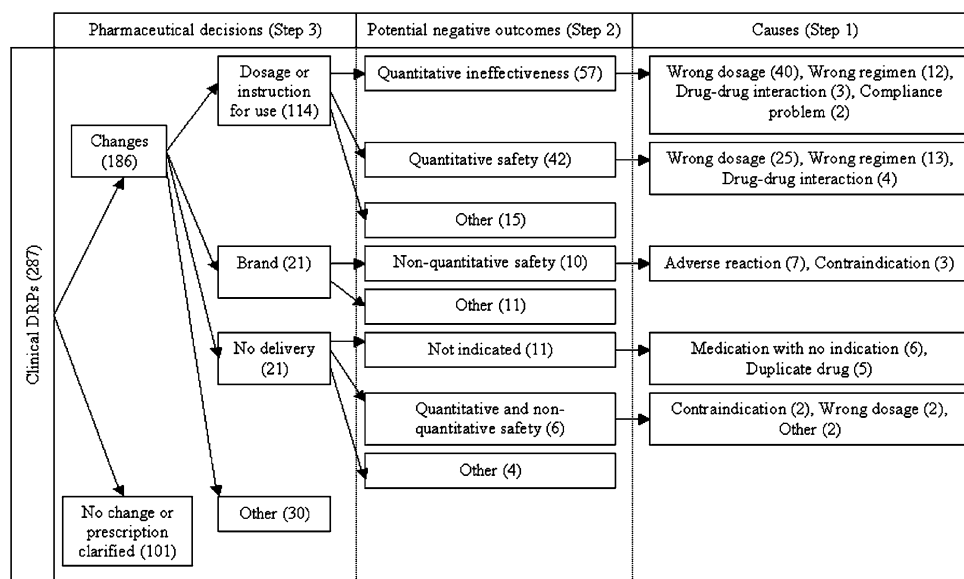 Pharmaceutical decisions (Step 3)
Potential negative outcomes (Step 2)
Causes (Step 1)
Clinical DRPs (287)
Changes
(186)
Dosage or
instruction
for use (114)
Quantitative ineffectiveness (57)
Wrong dosage (40), Wrong regimen (12),
Drug-drug interaction (3), Compliance
problem (2)
Quantitative safety (42)
Wrong dosage (25), Wrong regimen (13),
Drug-drug interaction (4)
Other (15)
Brand (21)
Non-quantitative safety (10)
Adverse reaction (7), Contraindication (3)
Other (11)
No delivery
(21)
Not indicated (11)
Medication with no indication (6),
Duplicate drug (5)
Quantitative and non-
quantitative safety (6)
Contraindication (2), Wrong dosage (2),
Other (2)
Other (4)
Other (30)
No change or
prescription
clarified (101)